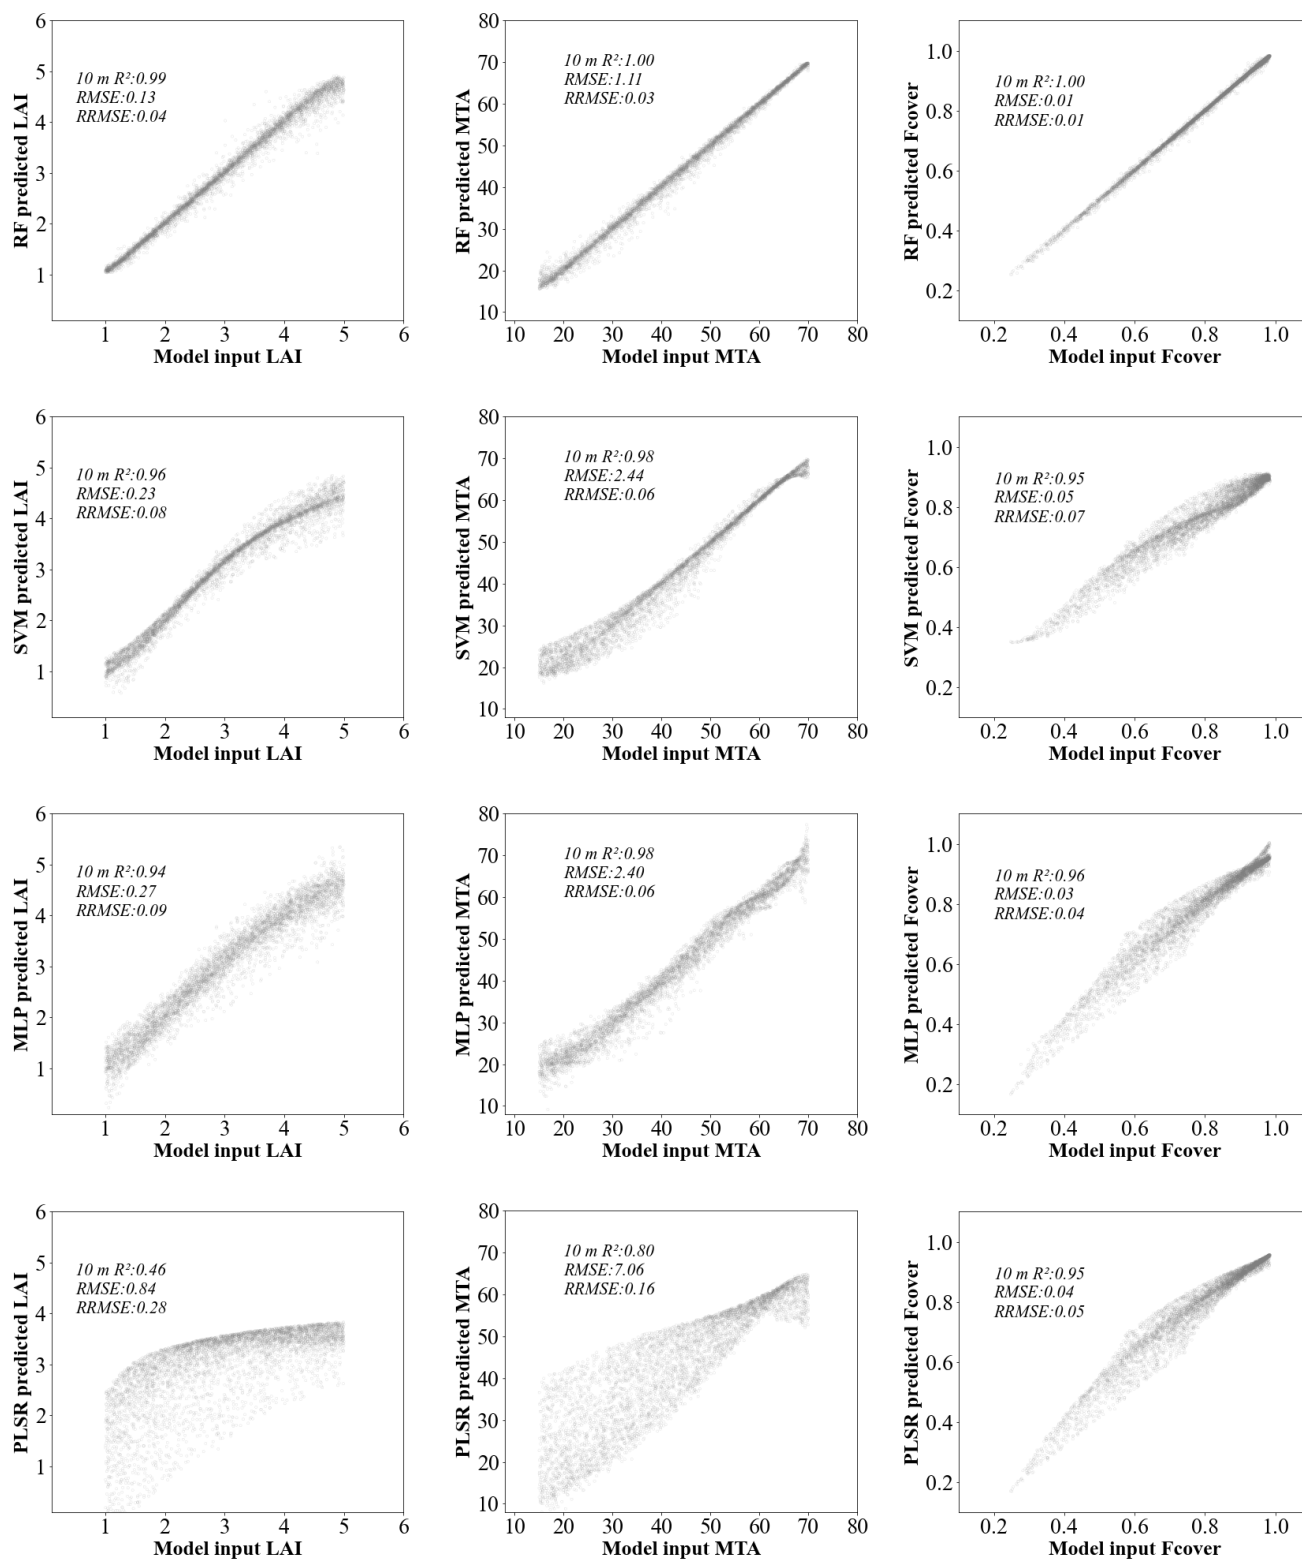 6
5
4
3
2
1
RF predicted LAI
10 m R²:0.99
RMSE:0.13
RRMSE:0.04
1 2 3 4 5 6
Model input LAI
80
70
60
50
40
30
20
10
RF predicted MTA
10 m R²:1.00
RMSE:1.11
RRMSE:0.03
10 20 30 40 50 60 70 80
Model input MTA
1.0
0.8
0.6
0.4
0.2
RF predicted Fcover
10 m R²:1.00
RMSE:0.01
RRMSE:0.01
0.2 0.4 0.6 0.8 1.0
Model input Fcover
6
5
4
3
2
1
SVM predicted LAI
10 m R²:0.96
RMSE:0.23
RRMSE:0.08
1 2 3 4 5 6
Model input LAI
80
70
60
50
40
30
20
10
SVM predicted MTA
10 m R²:0.98
RMSE:2.44
RRMSE:0.06
10 20 30 40 50 60 70 80
Model input MTA
1.0
0.8
0.6
0.4
0.2
SVM predicted Fcover
10 m R²:0.95
RMSE:0.05
RRMSE:0.07
0.2 0.4 0.6 0.8 1.0
Model input Fcover
6
5
4
3
2
1
MLP predicted LAI
10 m R²:0.94
RMSE:0.27
RRMSE:0.09
1 2 3 4 5 6
Model input LAI
80
70
60
50
40
30
20
10
MLP predicted MTA
10 m R²:0.98
RMSE:2.40
RRMSE:0.06
10 20 30 40 50 60 70 80
Model input MTA
1.0
0.8
0.6
0.4
0.2
MLP predicted Fcover
10 m R²:0.96
RMSE:0.03
RRMSE:0.04
0.2 0.4 0.6 0.8 1.0
Model input Fcover
6
5
4
3
2
1
PLSR predicted LAI
10 m R²:0.46
RMSE:0.84
RRMSE:0.28
1 2 3 4 5 6
Model input LAI
80
70
60
50
40
30
20
10
PLSR predicted MTA
10 m R²:0.80
RMSE:7.06
RRMSE:0.16
10 20 30 40 50 60 70 80
Model input MTA
1.0
0.8
0.6
0.4
0.2
PLSR predicted Fcover
10 m R²:0.95
RMSE:0.04
RRMSE:0.05
0.2 0.4 0.6 0.8 1.0
Model input Fcover